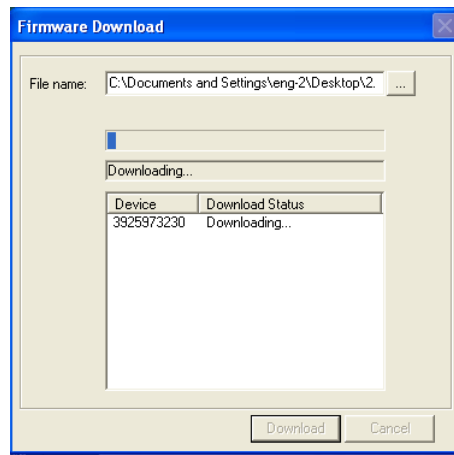 Firmware Download
File name: C:\Documents and Settings\eng-2\Desktop\2. ...
Downloading...
Device Download Status
3925973230 Downloading...
Download Cancel